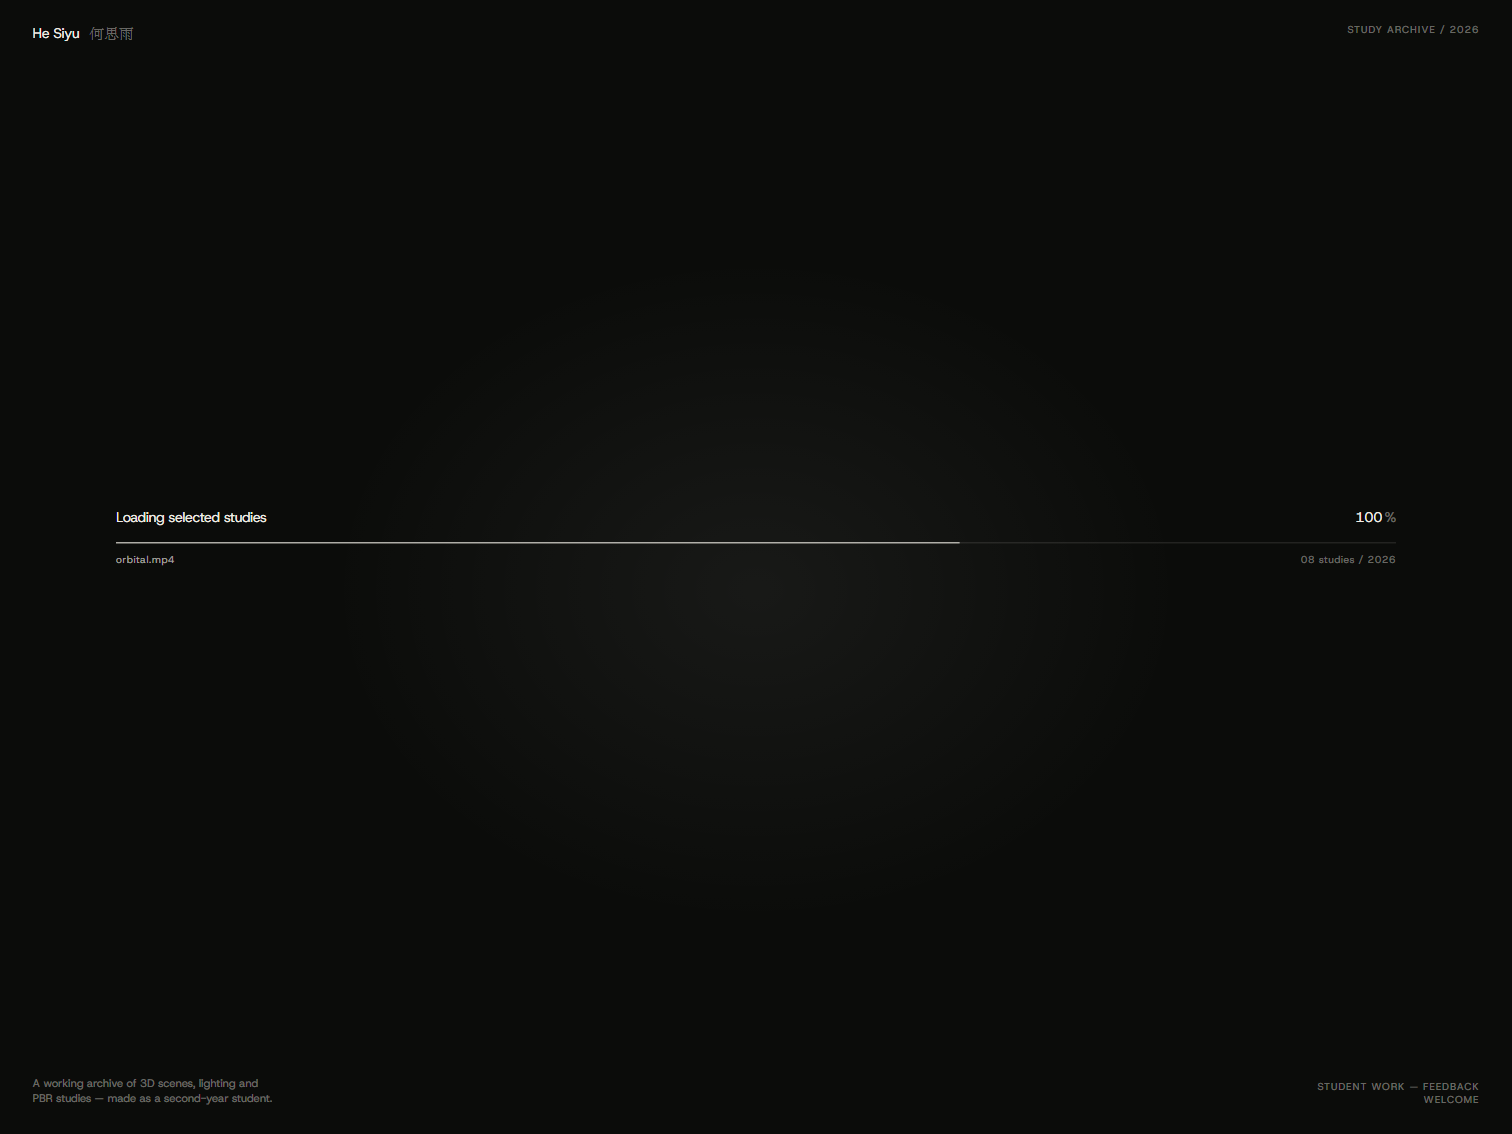 He Siyu 何思雨
STUDY ARCHIVE / 2026
Loading selected studies
100 %
orbital.mp4
08 studies / 2026
A working archive of 3D scenes, lighting and
PBR studies — made as a second-year student.
STUDENT WORK — FEEDBACK
WELCOME